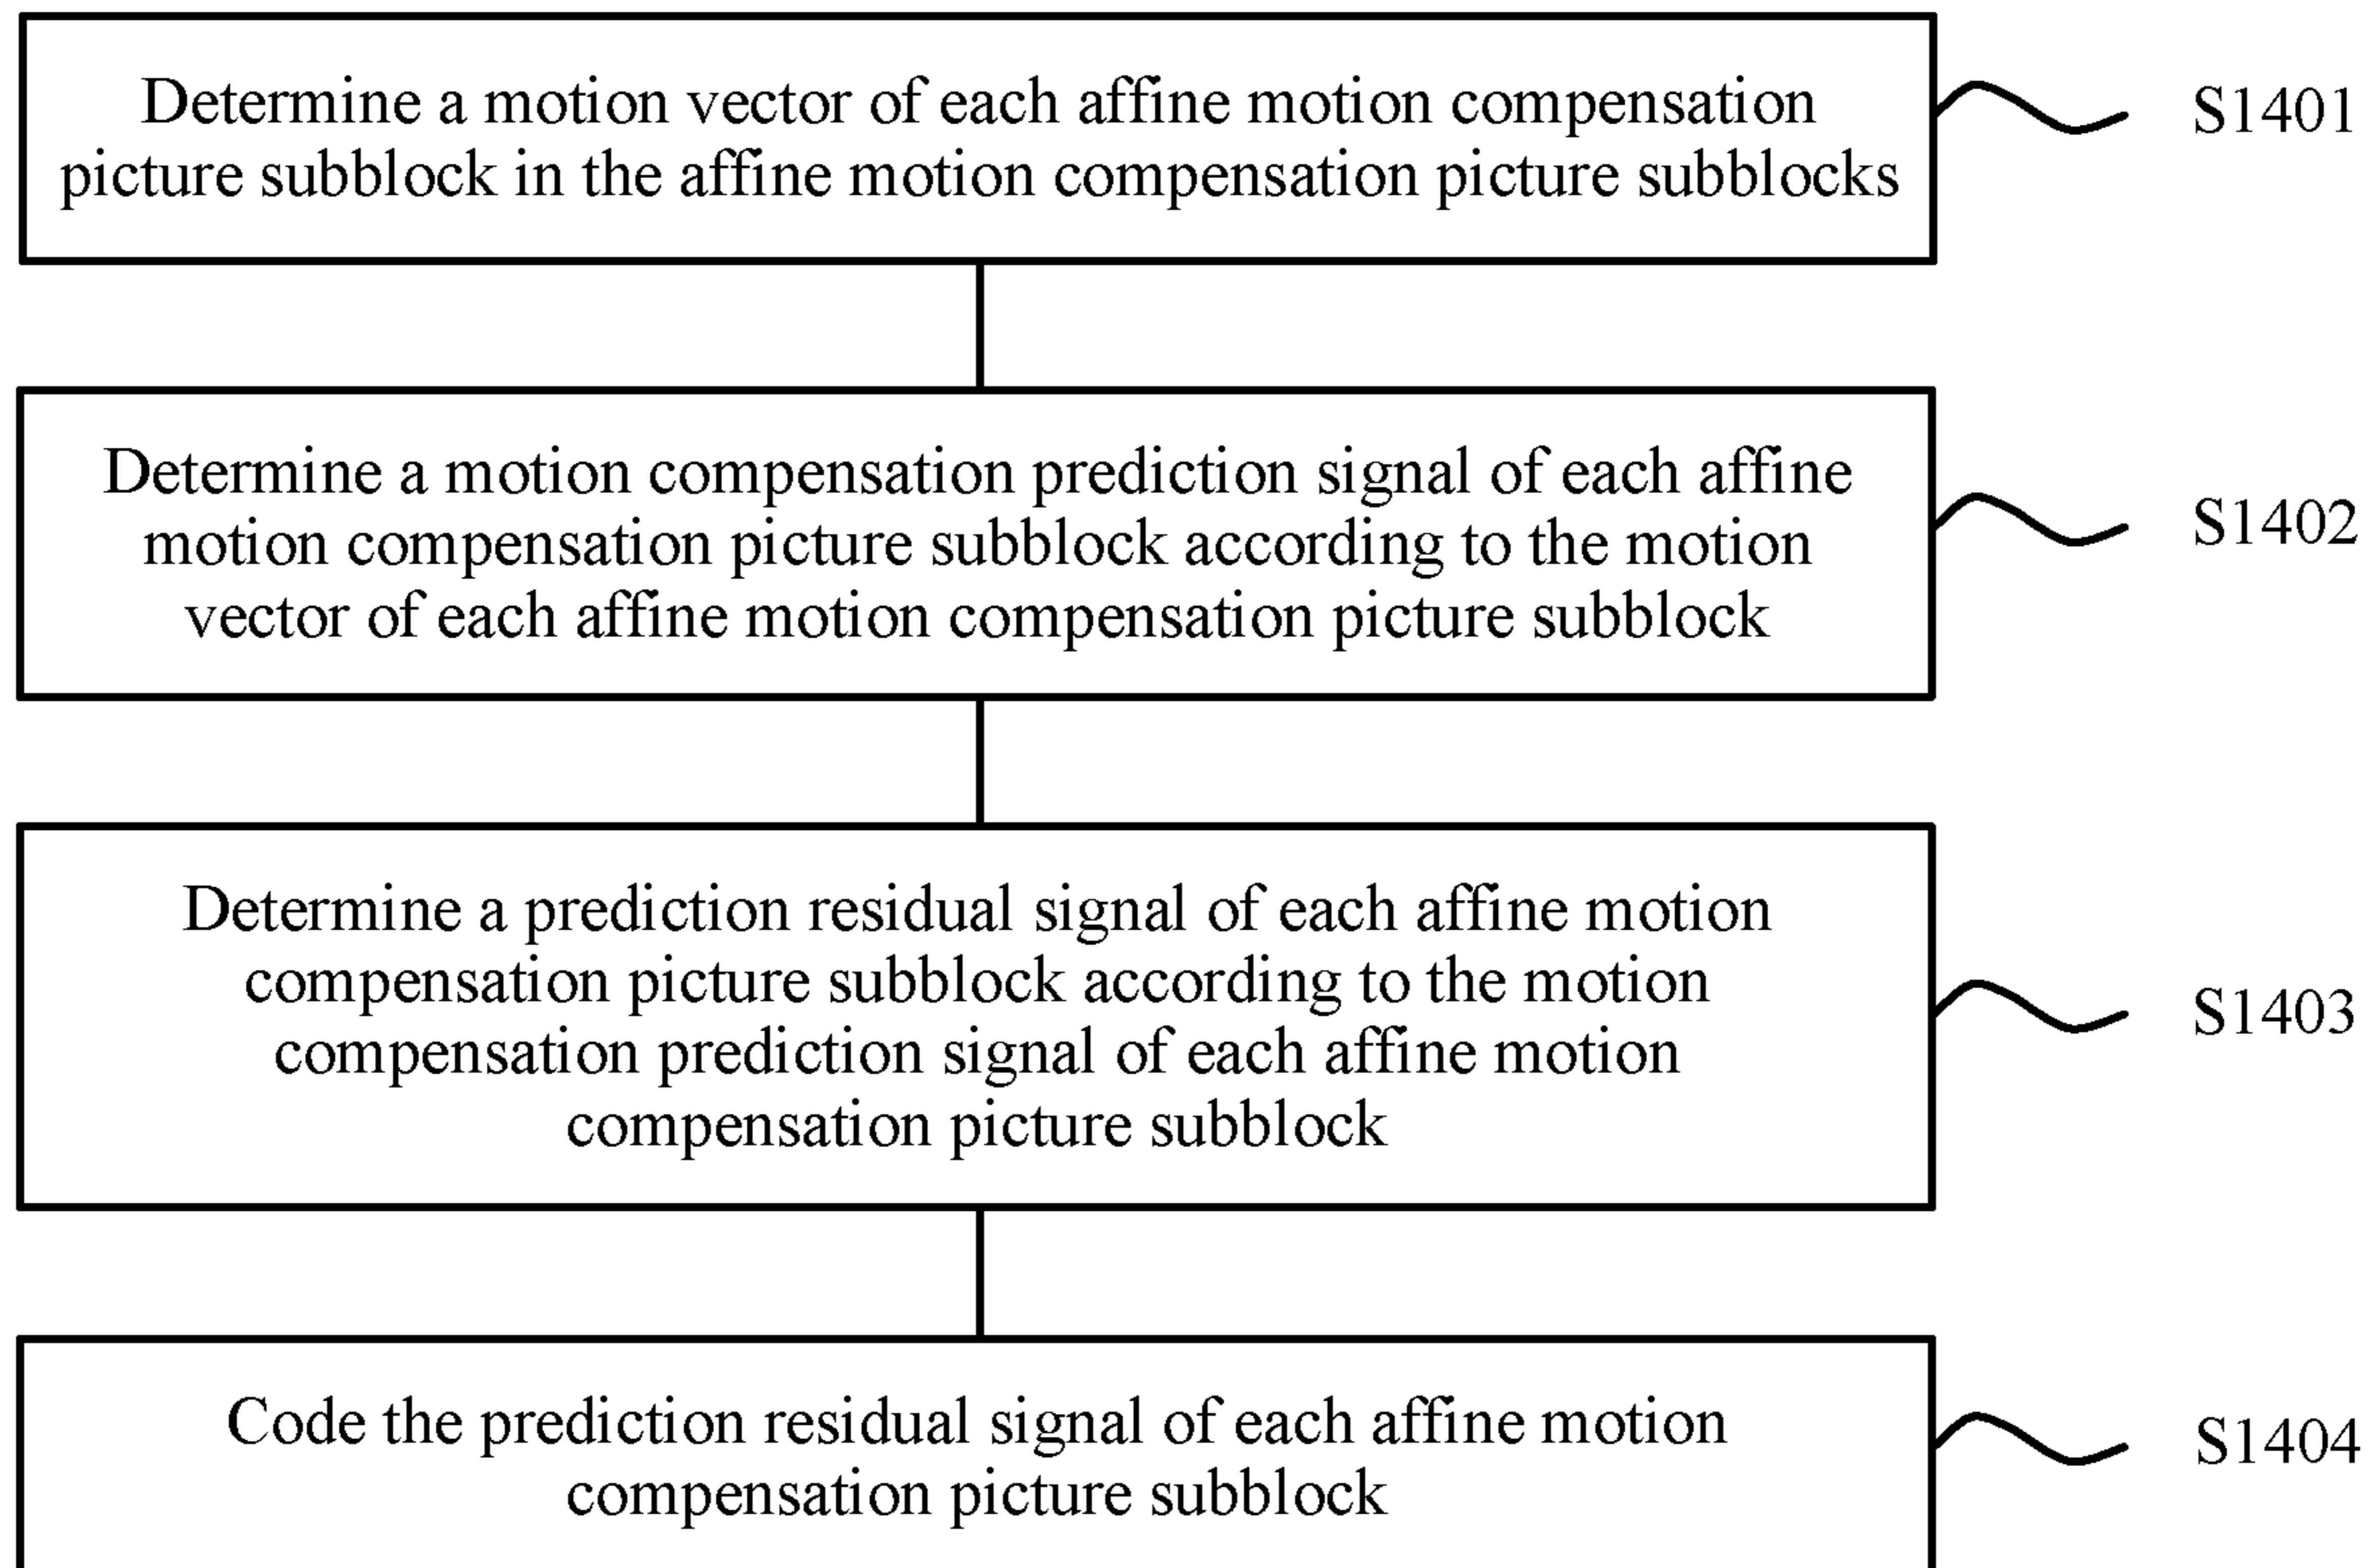 Determine a motion vector of each affine motion compensation
picture subblock in the affine motion compensation picture subblocks
S1401
Determine a motion compensation prediction signal of each affine
motion compensation picture subblock according to the motion
vector of each affine motion compensation picture subblock
S1402
Determine a prediction residual signal of each affine motion
compensation picture subblock according to the motion
compensation prediction signal of each affine motion
compensation picture subblock
S1403
Code the prediction residual signal of each affine motion
compensation picture subblock
S1404